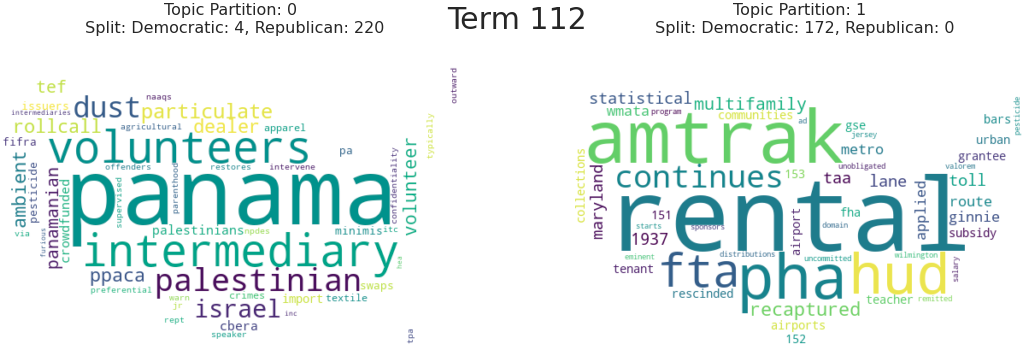 Topic Partition: 0
Split: Democratic: 4, Republican: 220
Term 112
Topic Partition: 1
Split: Democratic: 172, Republican: 0
tef
naaqs
issuers
dust
particulate
intermediaries
rollcall
agricultural
dealer
apparel
outward
fifra
volunteers
pa
typically
offenders
restores
intervene
ambient
pesticide
panama
confidentiality
volunteer
supervised
parenthood
crowdfunded
panamanian
palestinians
npdes
minimis
itc
via
furious
intermediary
hea
ppaca
palestinian
swaps
preferential
warn
crimes
import
textile
jr
israel
inc
rept
cbera
speaker
tpa
statistical
multifamily
wmata
program
communities
ad
gse
bars
pesticide
jersey
amtrak
metro
urban
unobligated
grantee
collections
continues
153
taa
lane
valorem
toll
maryland
rental
151
fha
applied
route
ginnie
starts
sponsors
domain
airport
1937
subsidy
eminent
distributions
uncommitted
wilmington
tenant
fta
pha
hud
salary
rescinded
recaptured
teacher
remitted
airports
152